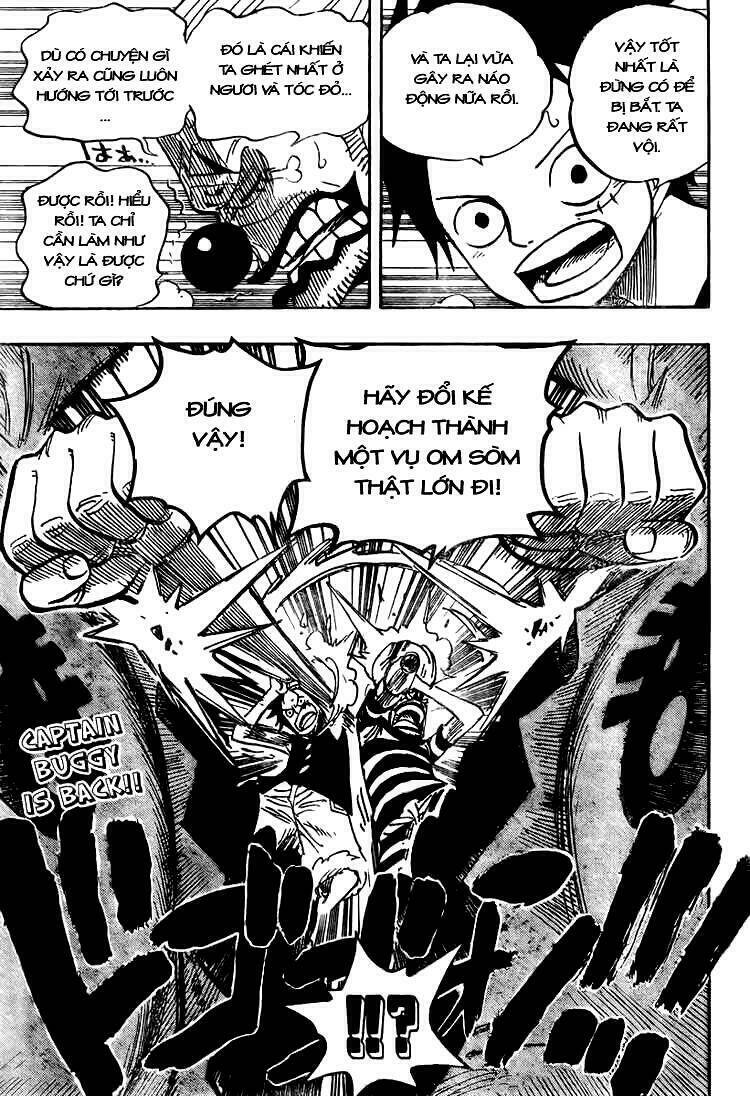 VẬY TỐT
NHẤT LÀ
ĐỪNG CÓ ĐỂ
BỊ BẮT. TA
ĐANG RẤT
VỘI.
VÀ TA LẠI VỪA
GÂY RA NÁO
ĐỘNG NỮA RỒI.
ĐÓ LÀ CÁI KHIẾN
TA GHÉT NHẤT Ở
NGƯƠI VÀ TÓC ĐỎ...
DÙ CÓ CHUYỆN GÌ
XẢY RA CŨNG LUÔN
HƯỚNG TỚI TRƯỚC
...
まあ...
ĐƯỢC RỒI! HIỂU
RỒI! TA CHỈ
CẦN LÀM NHƯ
VẬY LÀ ĐƯỢC
CHỨ GÌ?
HÃY ĐỔI KẾ
HOẠCH THÀNH
MỘT VỤ OM SÒM
THẬT LỚN ĐI!
ĐÚNG
VẬY!
CAPTAIN
BUGGY
IS BACK!!
!!?